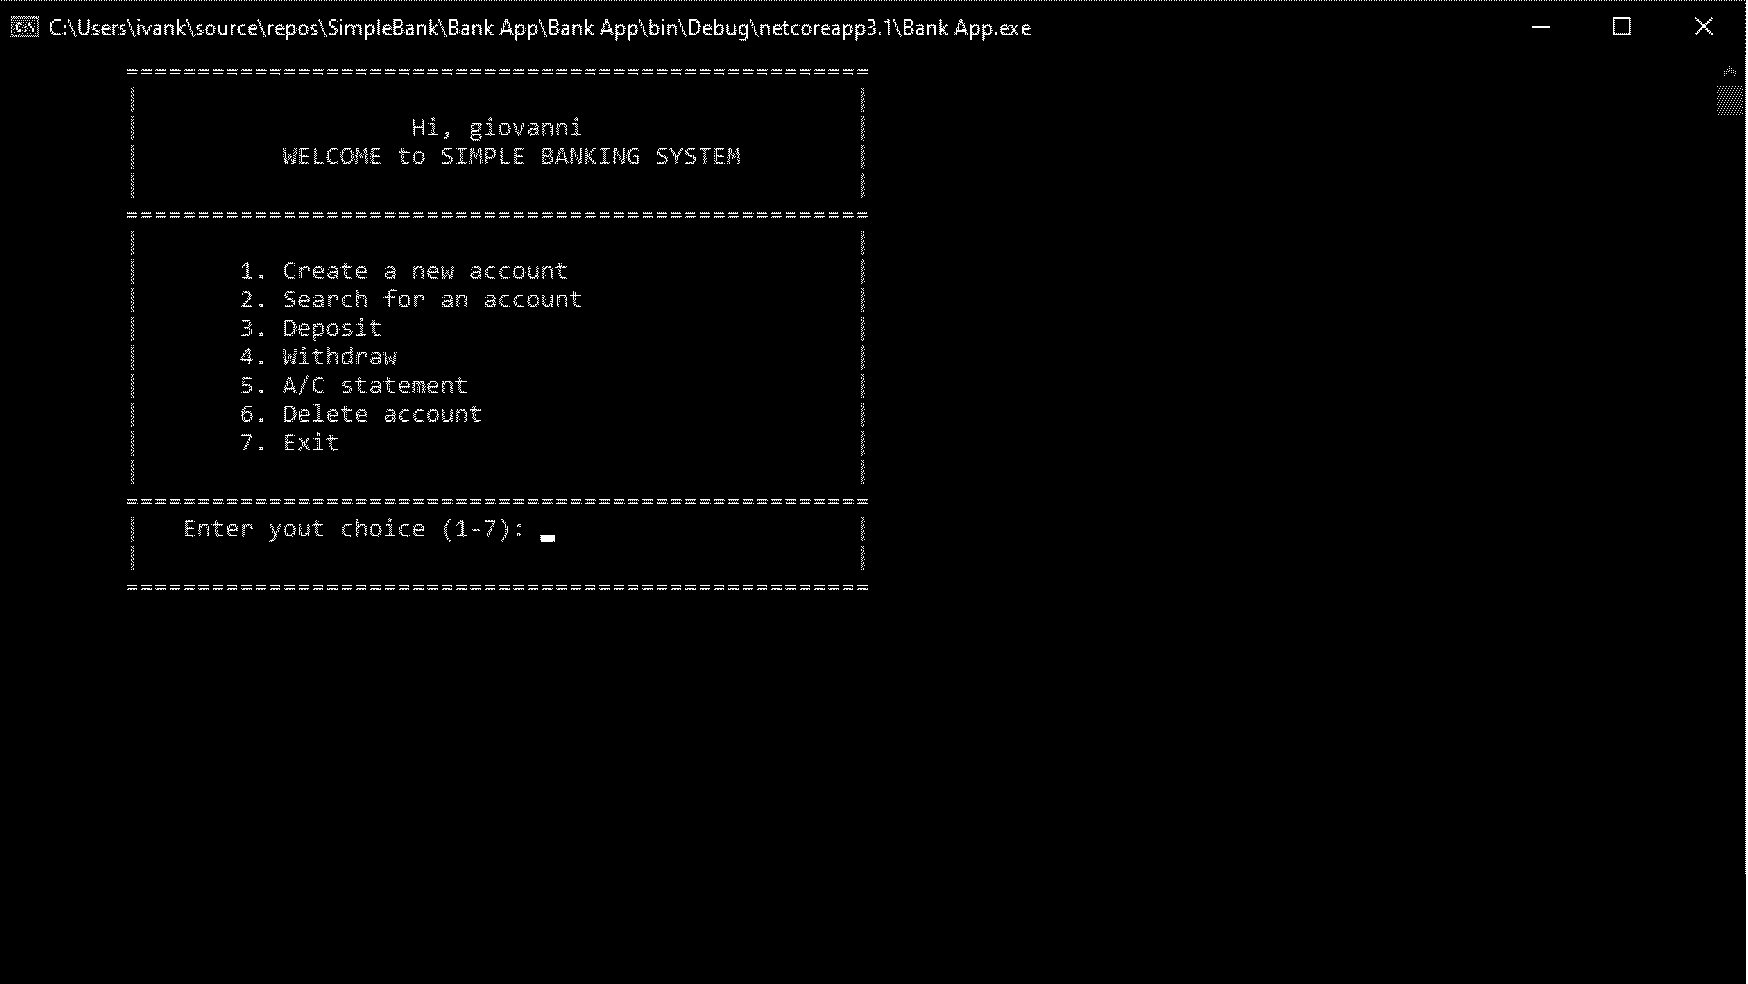 C:\Users\ivank\source\repos\SimpleBank\Bank App\Bank App\bin\Debug\netcoreapp3.1\Bank App.exe
Hi, giovanni
WELCOME to SIMPLE BANKING SYSTEM
1. Create a new account
2. Search for an account
3. Deposit
4. Withdraw
5. A/C statement
6. Delete account
7. Exit
Enter yout choice (1-7):